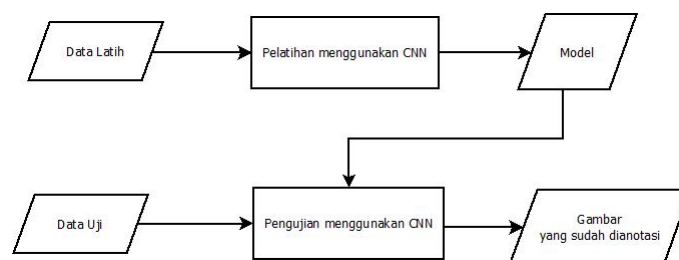 Data Latih
Pelatihan menggunakan CNN
Model
Data Uji
Pengujian menggunakan CNN
Gambar
yang sudah dianotasi